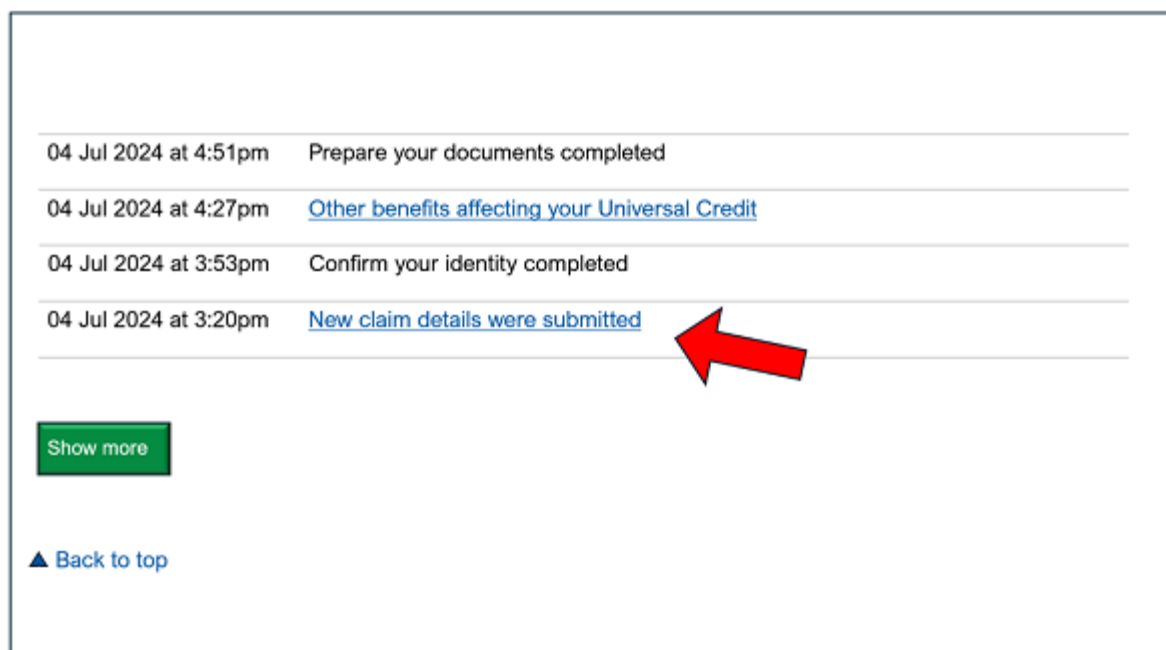 04 Jul 2024 at 4:51pm Prepare your documents completed
04 Jul 2024 at 4:27pm Other benefits affecting your Universal Credit
04 Jul 2024 at 3:53pm Confirm your identity completed
04 Jul 2024 at 3:20pm New claim details were submitted
Show more
Back to top